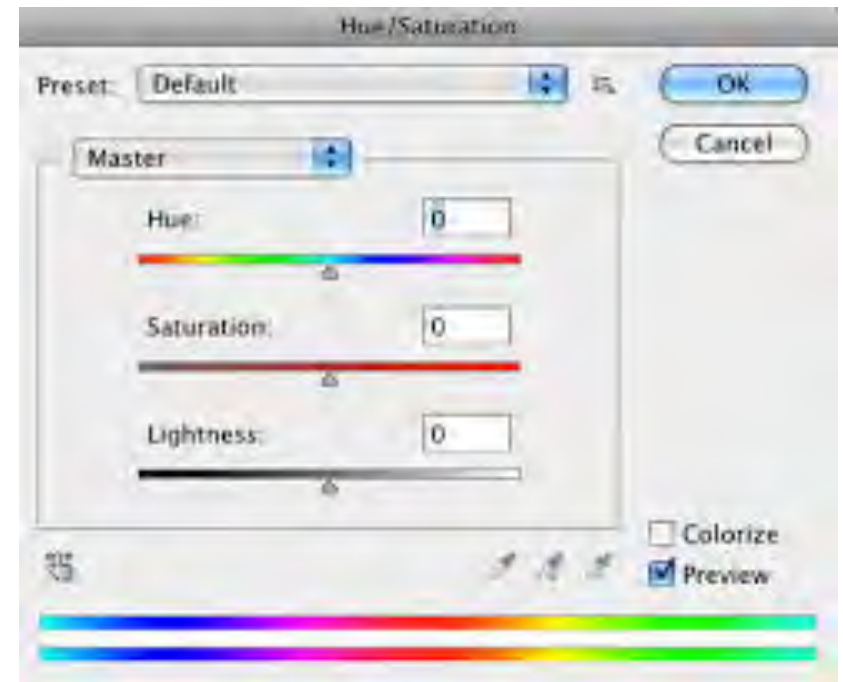 Hue/Saturation
Preset: Default
OK
Cancel
Master
Hue: 0
Saturation: 0
Lightness: 0
Colorize
Preview